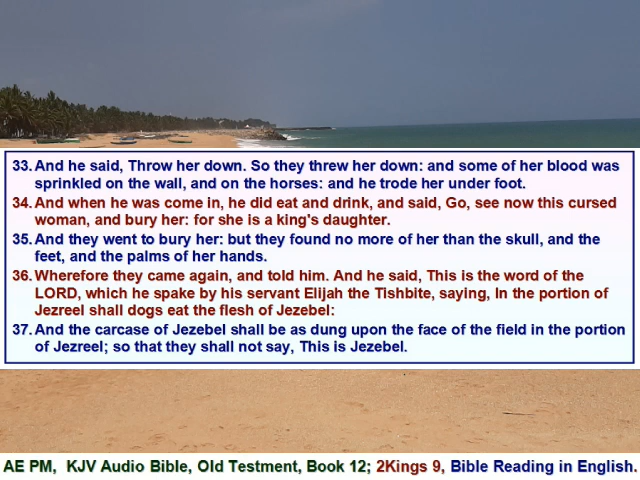 33. And he said, Throw her down. So they threw her down: and some of her blood was
sprinkled on the wall, and on the horses: and he trode her under foot.
34. And when he was come in, he did eat and drink, and said, Go, see now this cursed
woman, and bury her: for she is a king's daughter.
35. And they went to bury her: but they found no more of her than the skull, and the
feet, and the palms of her hands.
36. Wherefore they came again, and told him. And he said, This is the word of the
LORD, which he spake by his servant Elijah the Tishbite, saying, In the portion of
Jezreel shall dogs eat the flesh of Jezebel:
37. And the carcase of Jezebel shall be as dung upon the face of the field in the portion
of Jezreel; so that they shall not say, This is Jezebel.
AE PM, KJV Audio Bible, Old Testment, Book 12; 2Kings 9, Bible Reading in English.